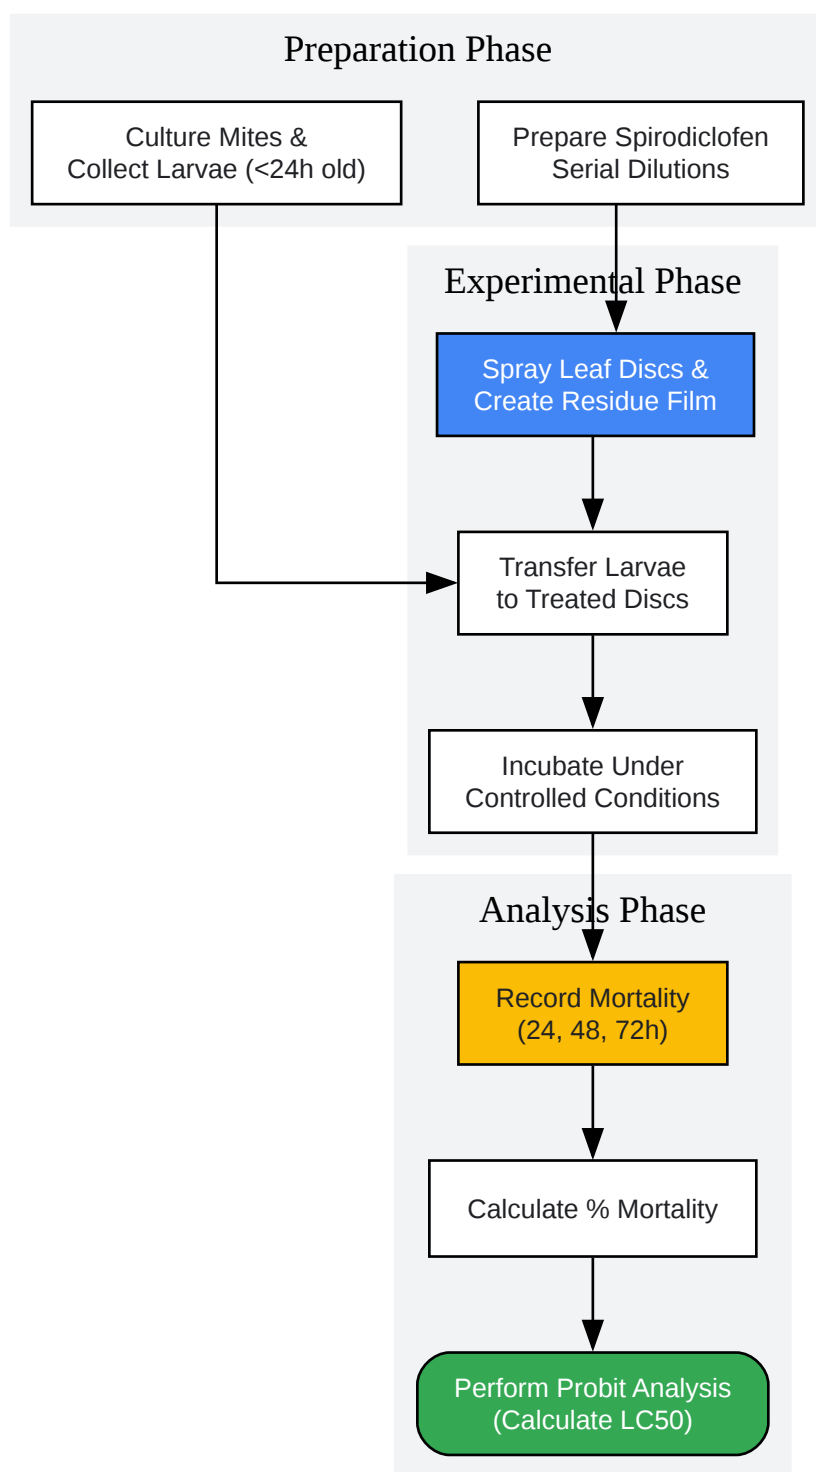 Preparation Phase
Culture Mites &
Collect Larvae (<24h old)
Prepare Spirodiclofen
Serial Dilutions
Experimental Phase
Spray Leaf Discs &
Create Residue Film
Transfer Larvae
to Treated Discs
Incubate Under
Controlled Conditions
Analysis Phase
Record Mortality
(24, 48, 72h)
Calculate % Mortality
Perform Probit Analysis
(Calculate LC50)